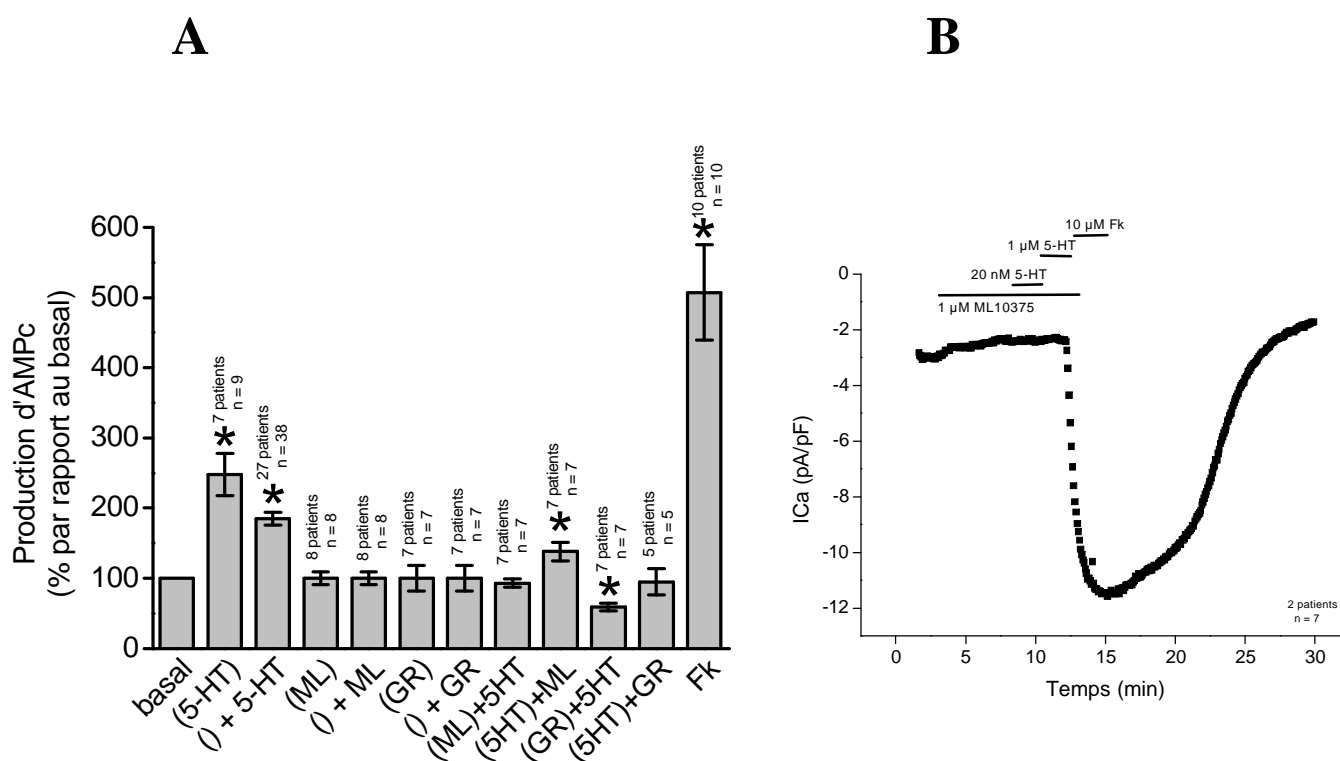 A
B
Production d'AMPc
(% par rapport au basal)
600
500
400
300
200
100
0
7 patients
n = 9
27 patients
n = 38
8 patients
n = 8
8 patients
n = 8
7 patients
n = 7
7 patients
n = 7
7 patients
n = 7
7 patients
n = 7
7 patients
n = 7
5 patients
n = 5
10 patients
n = 10
*
*
*
*
*
basal
(5-HT)
() + 5-HT
(ML)
() + ML
(GR)
() + GR
(ML)+5HT
(5HT)+ML
(GR)+5HT
(5HT)+GR
Fk
10 µM Fk
1 µM 5-HT
20 nM 5-HT
1 µM ML10375
ICa (pA/pF)
0
-2
-4
-6
-8
-10
-12
2 patients
n = 7
0 5 10 15 20 25 30
Temps (min)